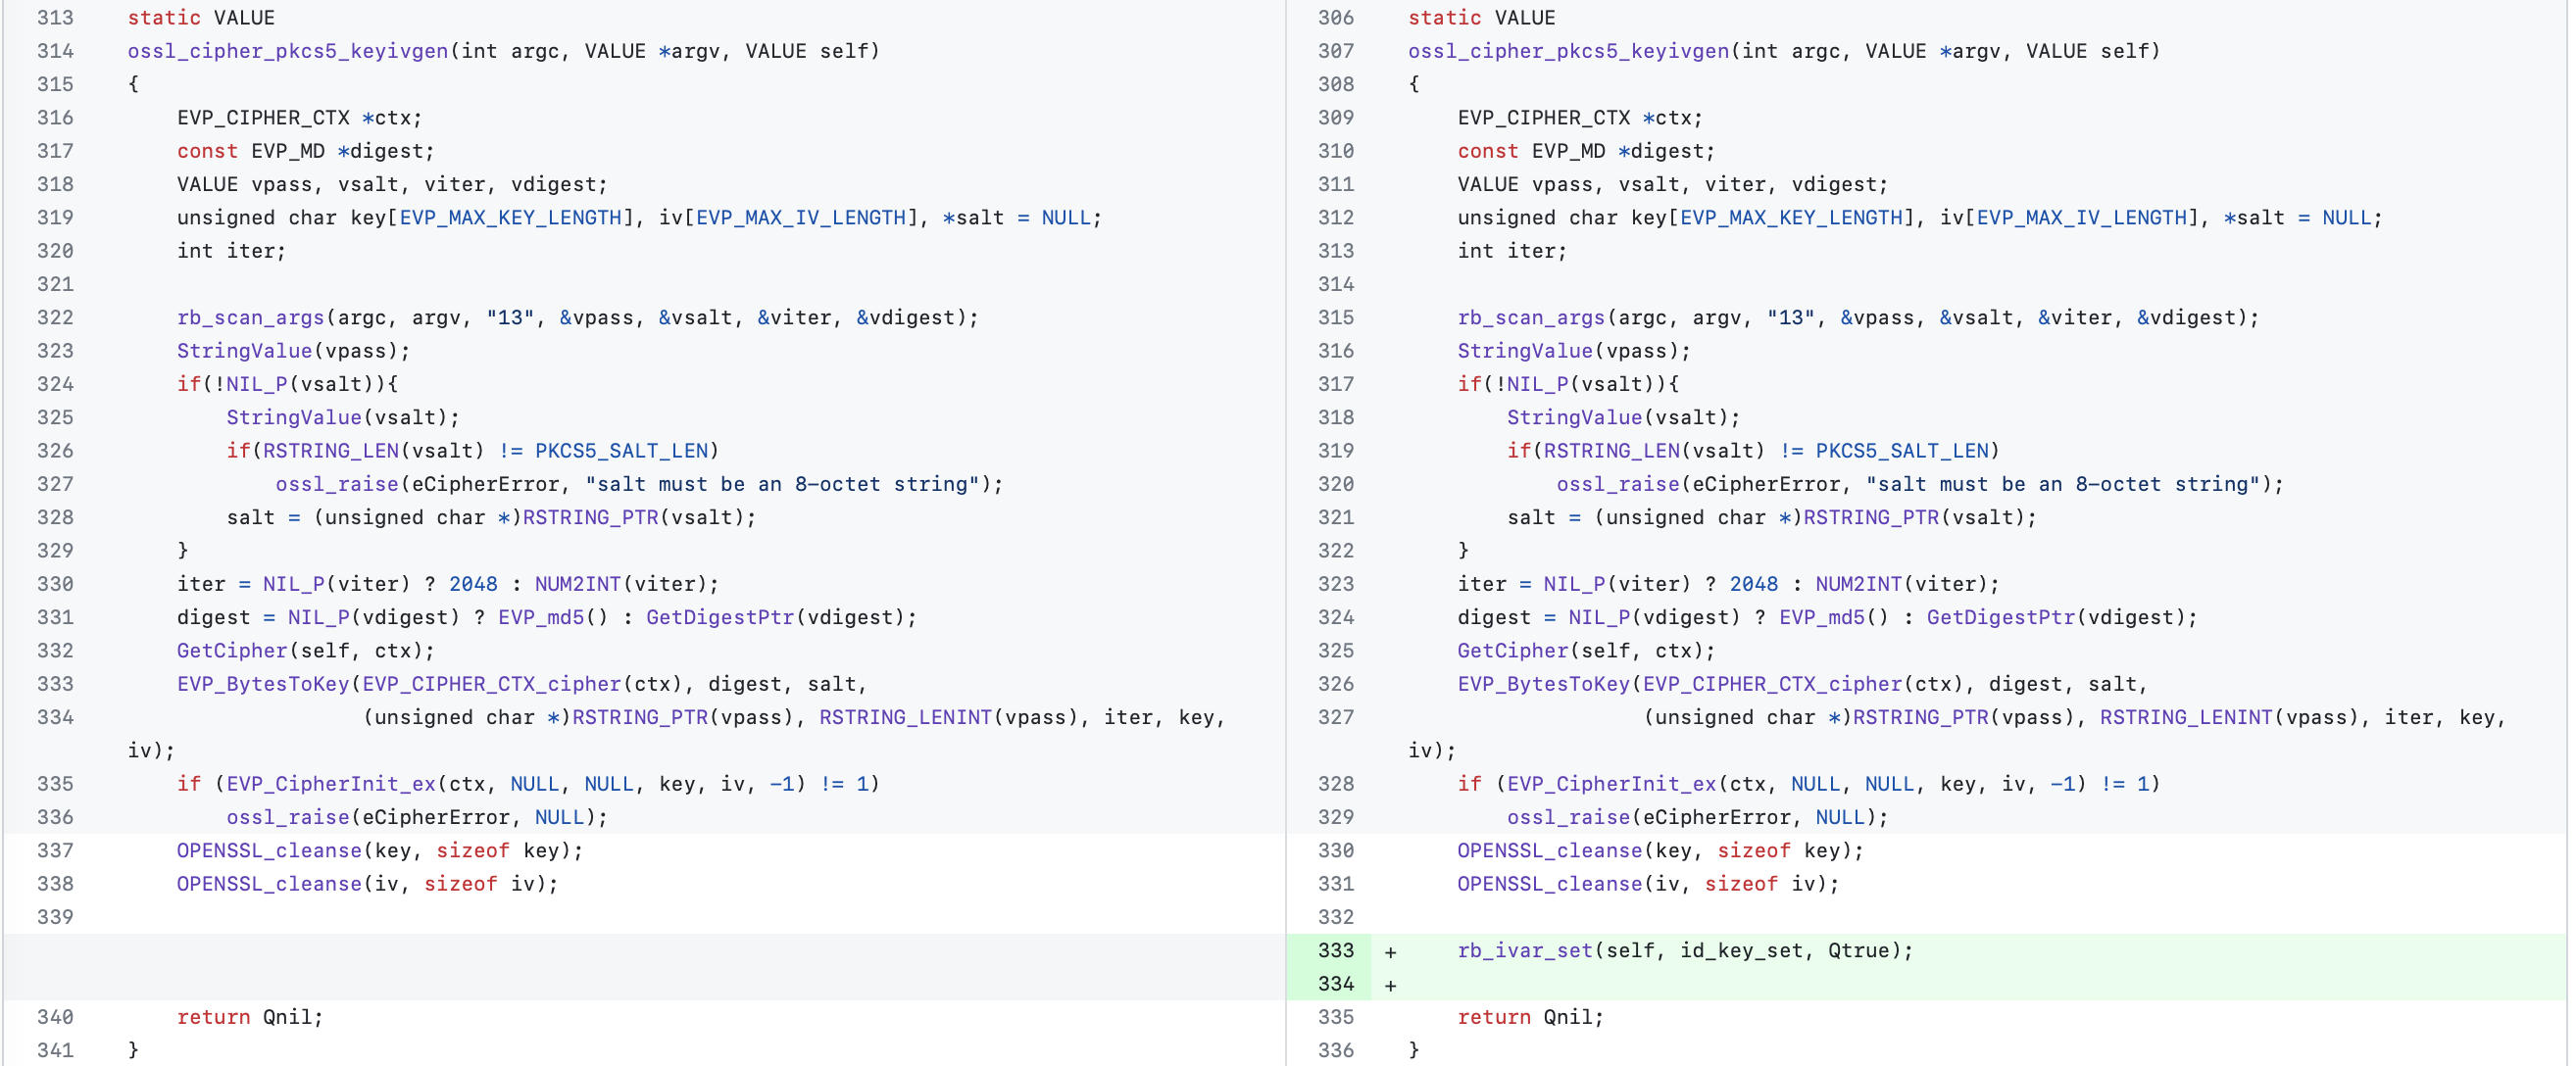 313 static VALUE
314 ossl_cipher_pkcs5_keyivgen(int argc, VALUE *argv, VALUE self)
315 {
316     EVP_CIPHER_CTX *ctx;
317     const EVP_MD *digest;
318     VALUE vpass, vsalt, viter, vdigest;
319     unsigned char key[EVP_MAX_KEY_LENGTH], iv[EVP_MAX_IV_LENGTH], *salt = NULL;
320     int iter;
321
322     rb_scan_args(argc, argv, "13", &vpass, &vsalt, &viter, &vdigest);
323     StringValue(vpass);
324     if(!NIL_P(vsalt)){
325         StringValue(vsalt);
326         if(RSTRING_LEN(vsalt) != PKCS5_SALT_LEN)
327             ossl_raise(eCipherError, "salt must be an 8-octet string");
328         salt = (unsigned char *)RSTRING_PTR(vsalt);
329     }
330     iter = NIL_P(viter) ? 2048 : NUM2INT(viter);
331     digest = NIL_P(vdigest) ? EVP_md5() : GetDigestPtr(vdigest);
332     GetCipher(self, ctx);
333     EVP_BytesToKey(EVP_CIPHER_CTX_cipher(ctx), digest, salt,
334                    (unsigned char *)RSTRING_PTR(vpass), RSTRING_LENINT(vpass), iter, key,
iv);
335     if (EVP_CipherInit_ex(ctx, NULL, NULL, key, iv, -1) != 1)
336         ossl_raise(eCipherError, NULL);
337     OPENSSL_cleanse(key, sizeof key);
338     OPENSSL_cleanse(iv, sizeof iv);
339
340     return Qnil;
341 }
306 static VALUE
307 ossl_cipher_pkcs5_keyivgen(int argc, VALUE *argv, VALUE self)
308 {
309     EVP_CIPHER_CTX *ctx;
310     const EVP_MD *digest;
311     VALUE vpass, vsalt, viter, vdigest;
312     unsigned char key[EVP_MAX_KEY_LENGTH], iv[EVP_MAX_IV_LENGTH], *salt = NULL;
313     int iter;
314
315     rb_scan_args(argc, argv, "13", &vpass, &vsalt, &viter, &vdigest);
316     StringValue(vpass);
317     if(!NIL_P(vsalt)){
318         StringValue(vsalt);
319         if(RSTRING_LEN(vsalt) != PKCS5_SALT_LEN)
320             ossl_raise(eCipherError, "salt must be an 8-octet string");
321         salt = (unsigned char *)RSTRING_PTR(vsalt);
322     }
323     iter = NIL_P(viter) ? 2048 : NUM2INT(viter);
324     digest = NIL_P(vdigest) ? EVP_md5() : GetDigestPtr(vdigest);
325     GetCipher(self, ctx);
326     EVP_BytesToKey(EVP_CIPHER_CTX_cipher(ctx), digest, salt,
327                    (unsigned char *)RSTRING_PTR(vpass), RSTRING_LENINT(vpass), iter, key,
iv);
328     if (EVP_CipherInit_ex(ctx, NULL, NULL, key, iv, -1) != 1)
329         ossl_raise(eCipherError, NULL);
330     OPENSSL_cleanse(key, sizeof key);
331     OPENSSL_cleanse(iv, sizeof iv);
332
333 +     rb_ivar_set(self, id_key_set, Qtrue);
334 +
335     return Qnil;
336 }